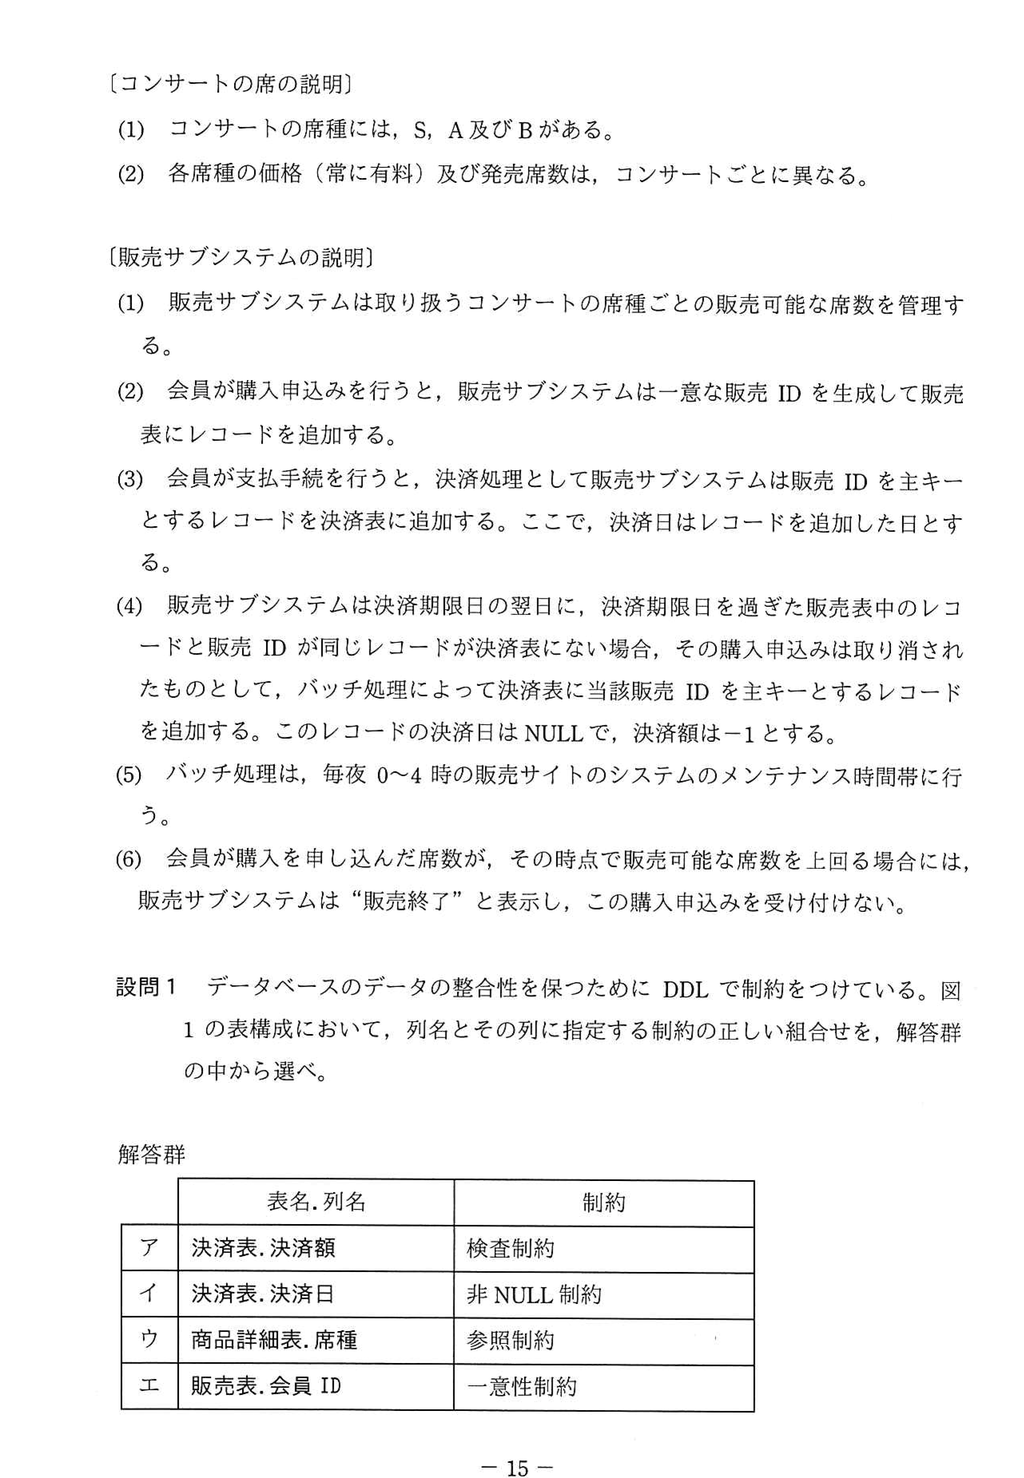 〔コンサートの席の説明〕
(1) コンサートの席種には，S，A 及び B がある。
(2) 各席種の価格（常に有料）及び発売席数は，コンサートごとに異なる。
〔販売サブシステムの説明〕
(1) 販売サブシステムは取り扱うコンサートの席種ごとの販売可能な席数を管理す
る。
(2) 会員が購入申込みを行うと，販売サブシステムは一意な販売 ID を生成して販売
表にレコードを追加する。
(3) 会員が支払手続を行うと，決済処理として販売サブシステムは販売 ID を主キー
とするレコードを決済表に追加する。ここで，決済日はレコードを追加した日とす
る。
(4) 販売サブシステムは決済期限日の翌日に，決済期限日を過ぎた販売表中のレコ
ードと販売 ID が同じレコードが決済表にない場合，その購入申込みは取り消され
たものとして，バッチ処理によって決済表に当該販売 ID を主キーとするレコード
を追加する。このレコードの決済日は NULL で，決済額は－1 とする。
(5) バッチ処理は，毎夜 0～4 時の販売サイトのシステムのメンテナンス時間帯に行
う。
(6) 会員が購入を申し込んだ席数が，その時点で販売可能な席数を上回る場合には，
販売サブシステムは “販売終了” と表示し，この購入申込みを受け付けない。
設問 1 データベースのデータの整合性を保つために DDL で制約をつけている。図
1 の表構成において，列名とその列に指定する制約の正しい組合せを，解答群
の中から選べ。
解答群
表名.列名 制約
ア 決済表.決済額 検査制約
イ 決済表.決済日 非 NULL 制約
ウ 商品詳細表.席種 参照制約
エ 販売表.会員 ID 一意性制約
－ 15 －